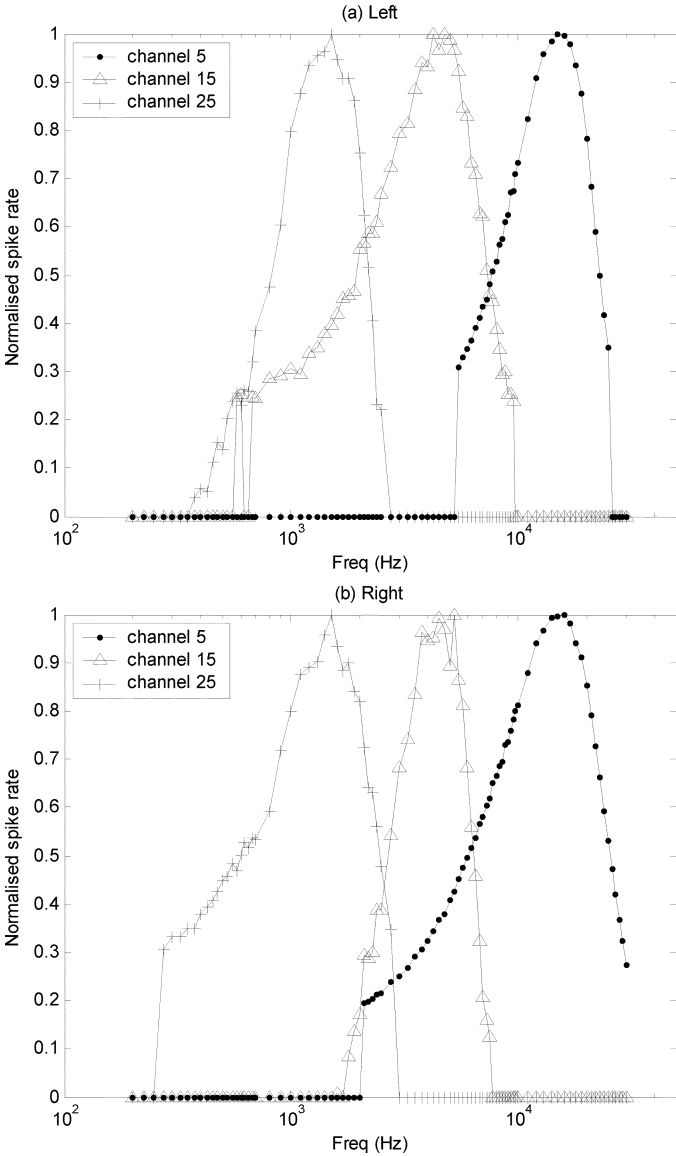 (a) Left
channel 5
channel 15
channel 25
1
0.9
0.8
0.7
0.6
0.5
0.4
0.3
0.2
0.1
0
Normalised spike rate
10^2
10^3
10^4
Freq (Hz)
(b) Right
channel 5
channel 15
channel 25
1
0.9
0.8
0.7
0.6
0.5
0.4
0.3
0.2
0.1
0
Normalised spike rate
10^2
10^3
10^4
Freq (Hz)